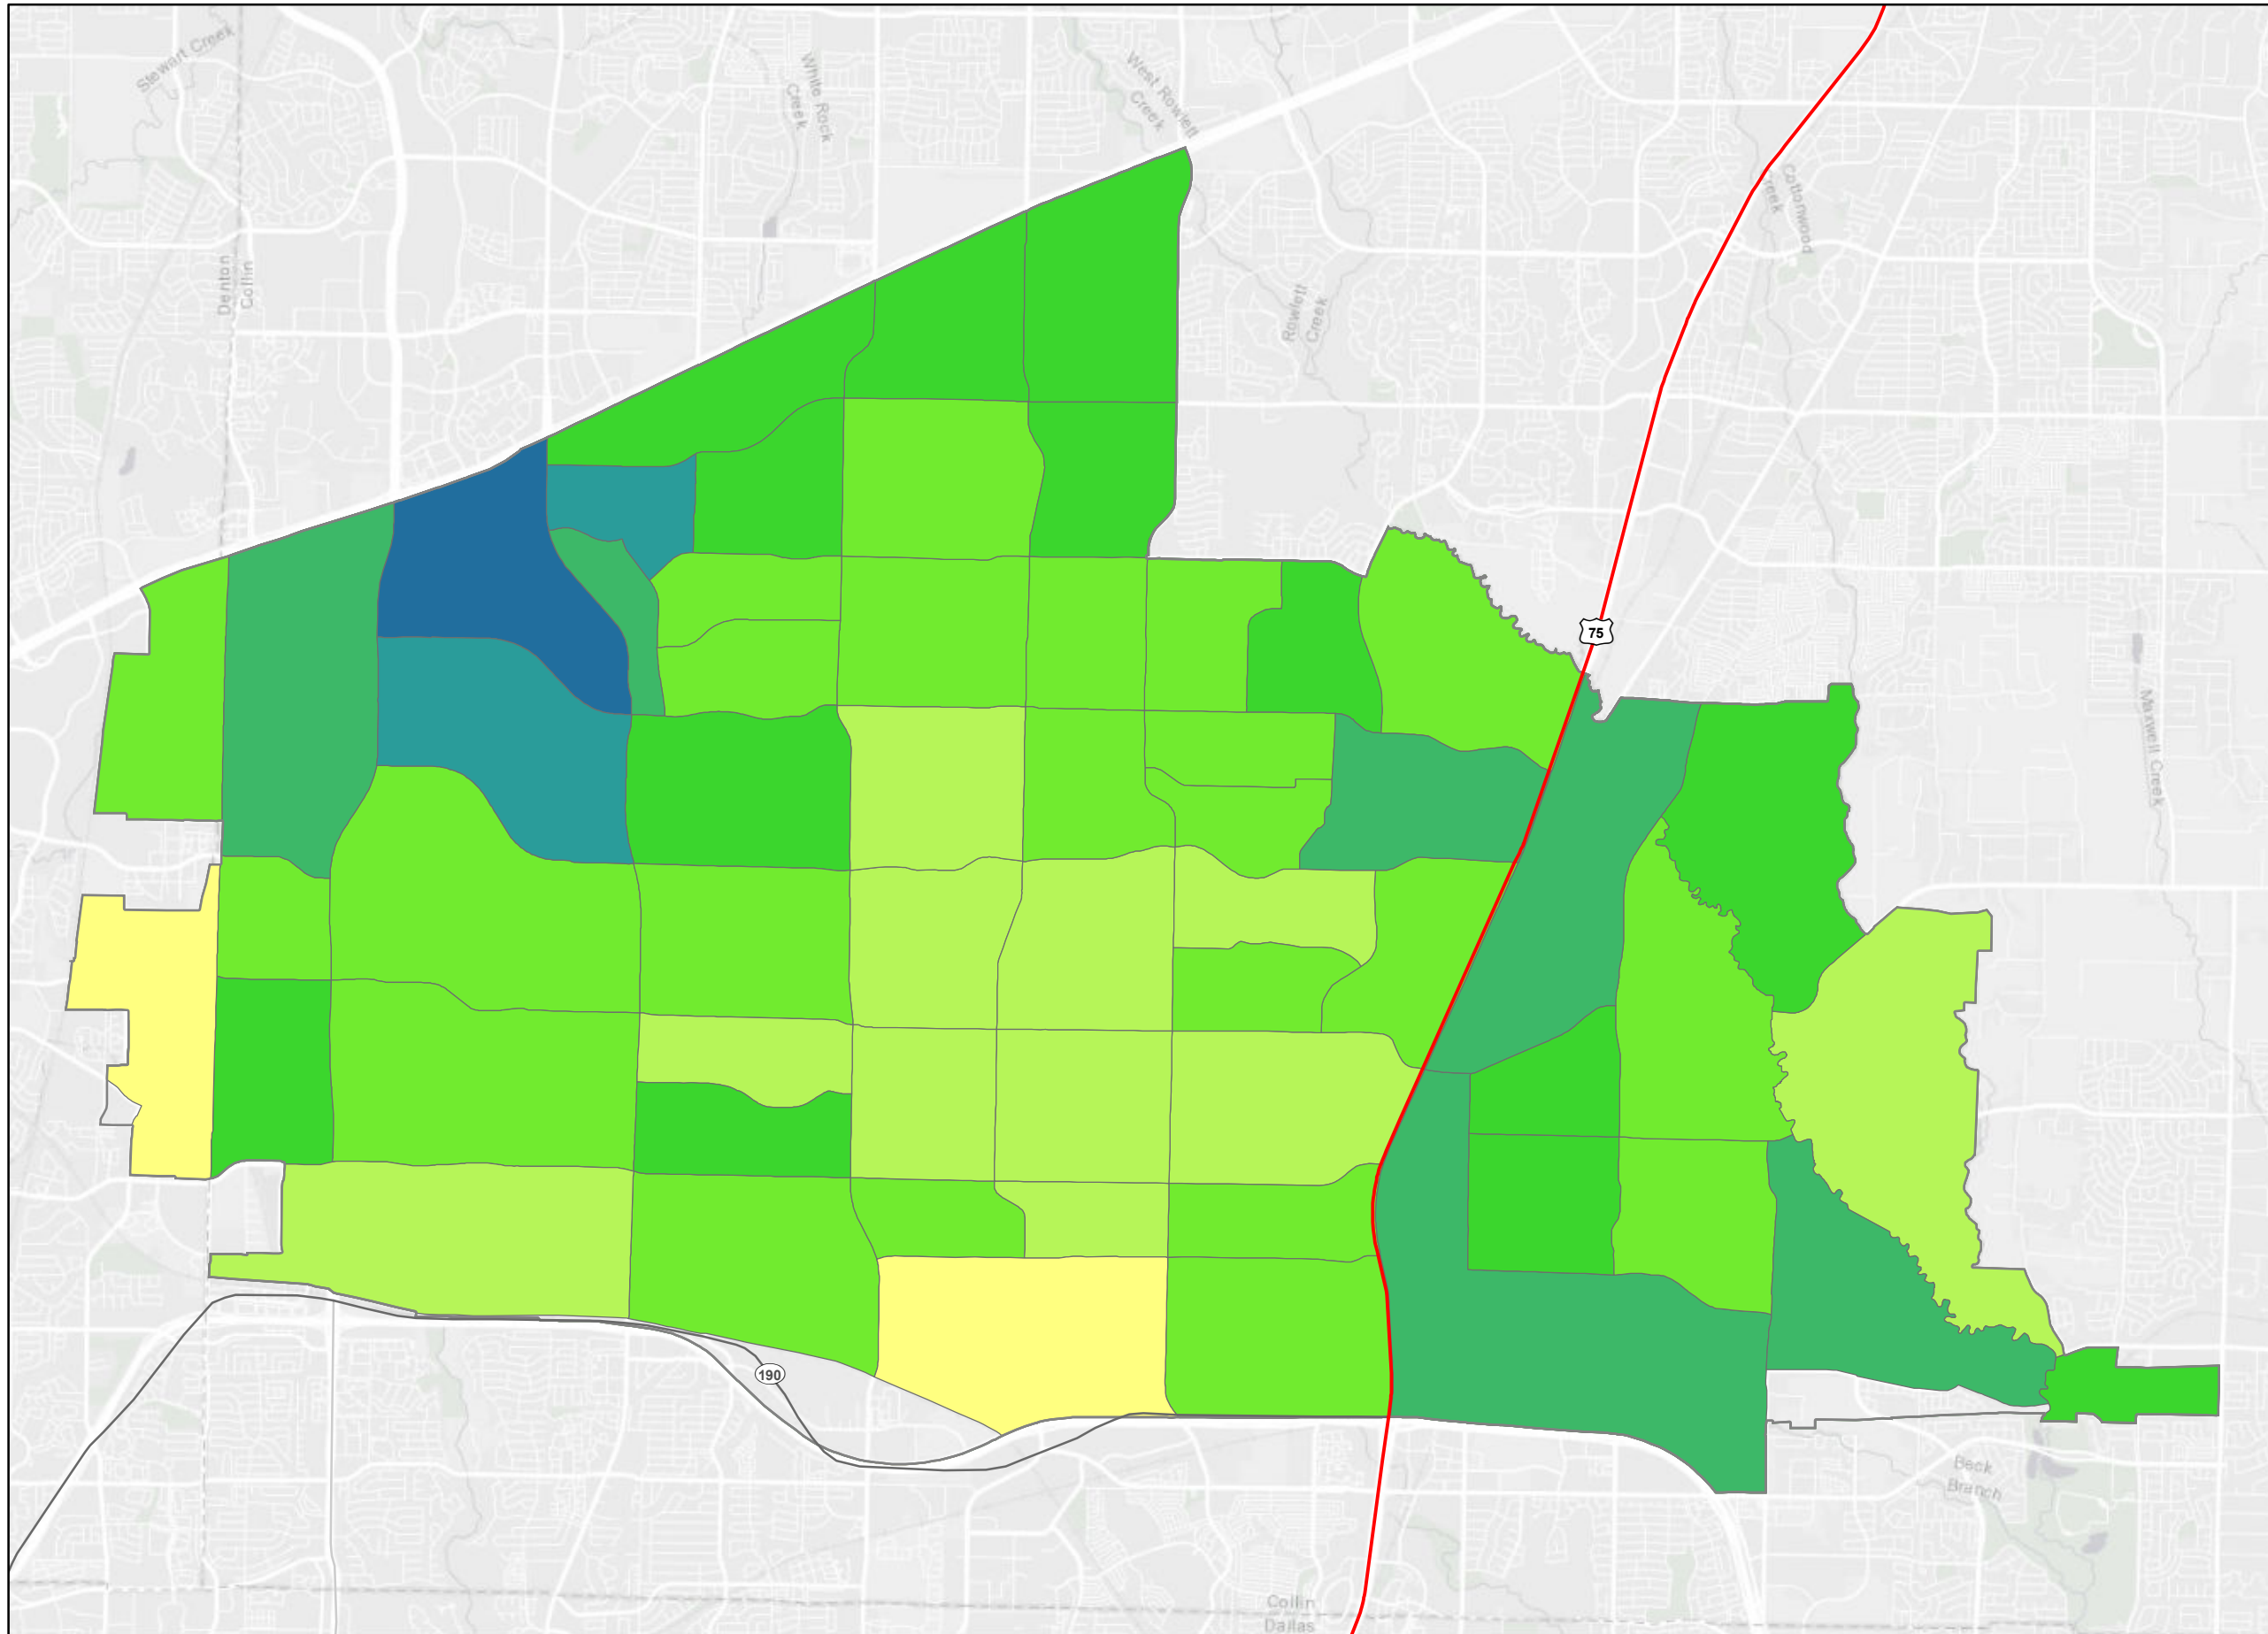 Stewart Creek
White Rock
Creek
West Rowlett
Creek
Cottonwood
Creek
Denton
Collin
Rowlett
Creek
75
Maxwell Creek
190
Beck
Branch
Collin
Dallas